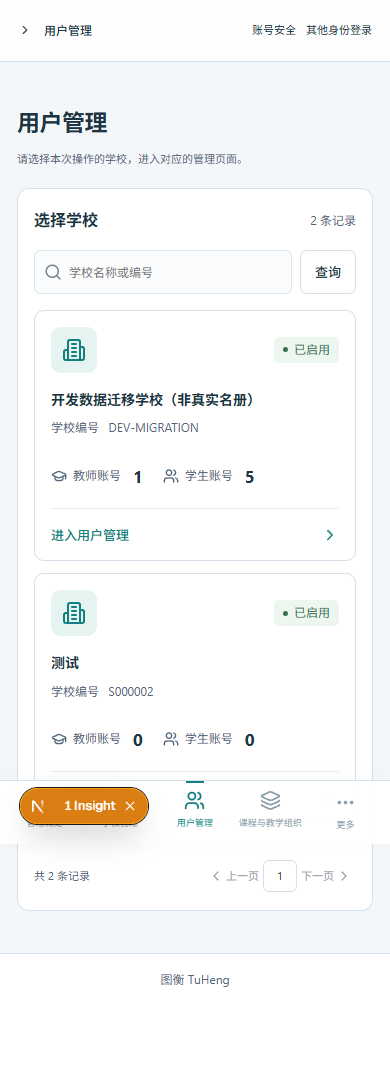 用户管理
账号安全 其他身份登录
用户管理
请选择本次操作的学校，进入对应的管理页面。
选择学校
2 条记录
学校名称或编号
查询
已启用
开发数据迁移学校（非真实名册）
学校编号 DEV-MIGRATION
教师账号 1 学生账号 5
进入用户管理
已启用
测试
学校编号 S000002
教师账号 0 学生账号 0
1 Insight
用户管理
课程与教学组织
更多
共 2 条记录
上一页 1 下一页
图衡 TuHeng